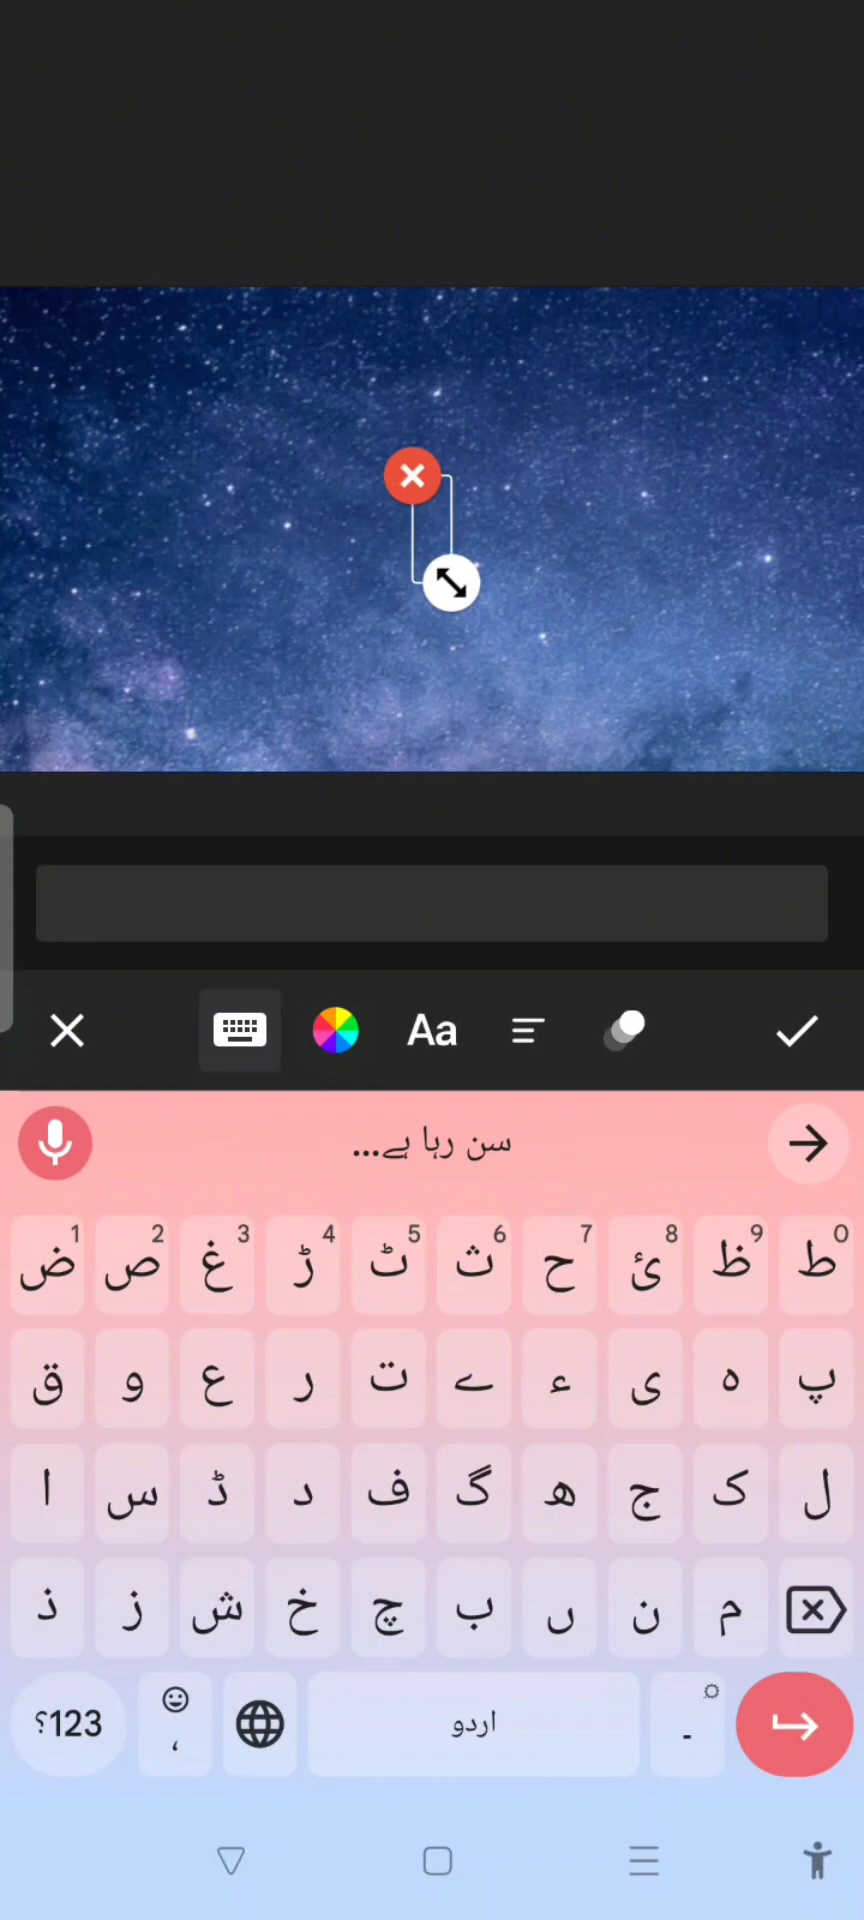 Aa
سن رہا ہے...
1 2 3 4 5 6 7 8 9 0
ض ص غ ڑ ٹ ث ح ئ ظ ط
ق و ع ر ت ے ء ی ہ پ
ا س ڈ د ف گ ھ ج ک ل
ذ ز ش خ چ ب ں ن م
؟123 ، اردو -